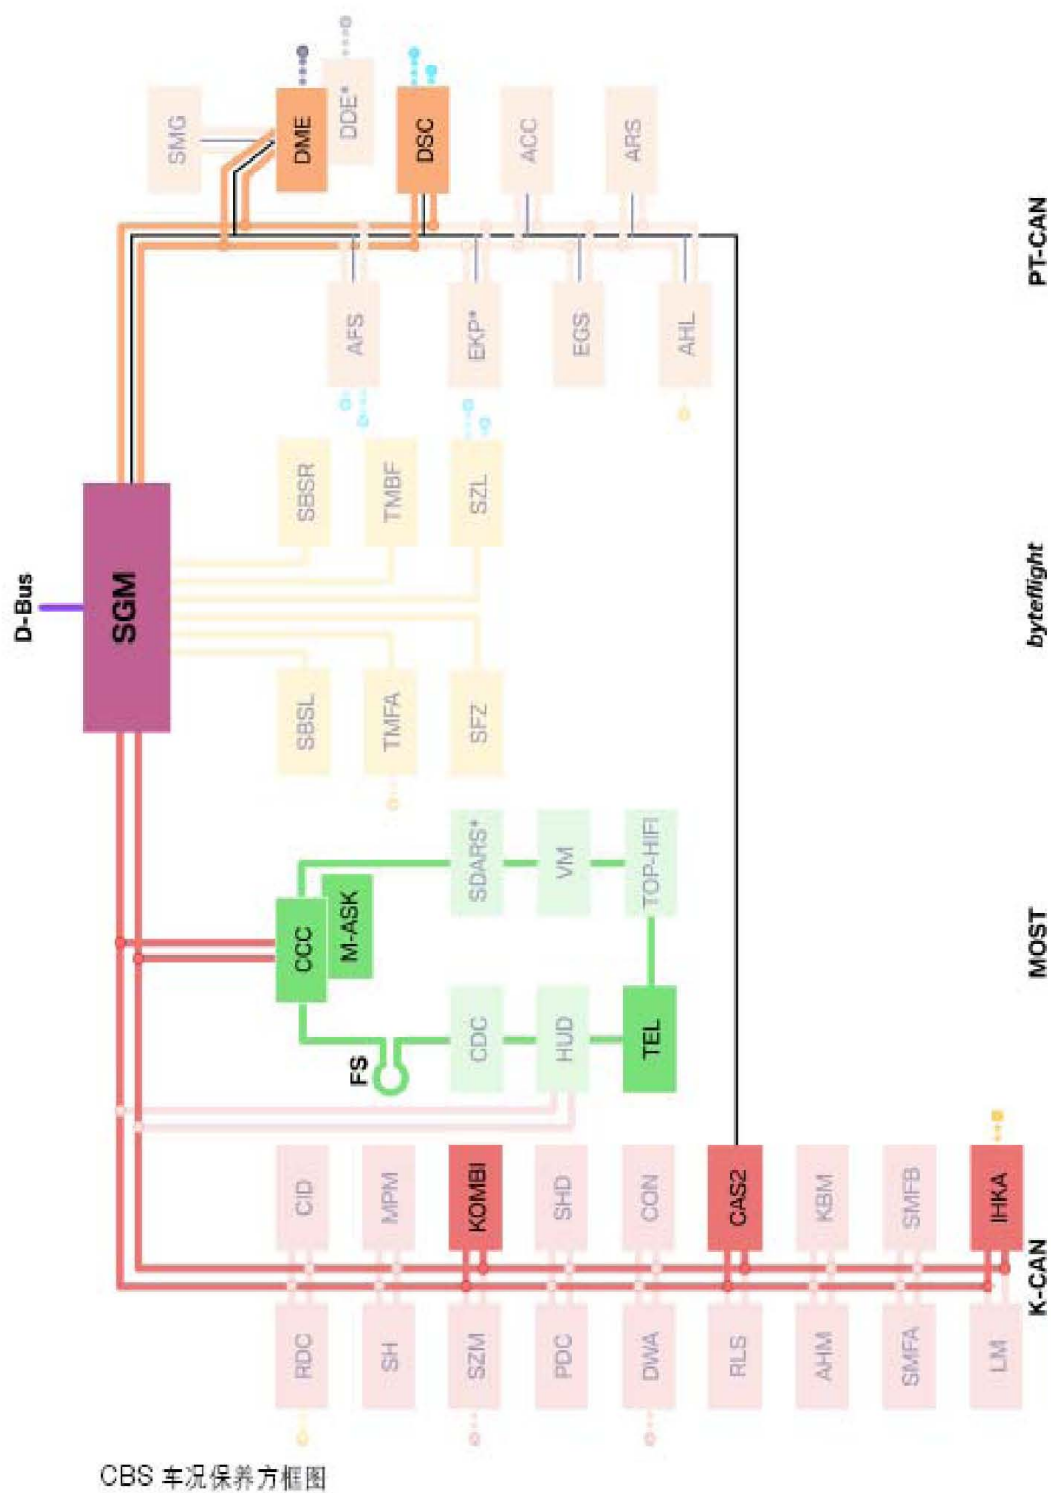 D-Bus
SGM
SMG
RDC
CID
CCC
SBSL
SBSR
DME
FS
M-ASK
AFS
DDE*
SH
MPM
TMFA
TMBF
DSC
SZM
KOMBI
CDC
SDARS*
SFZ
SZL
EKP*
ACC
PDC
SHD
HUD
VM
EGS
DWA
CON
TEL
TOP-HIFI
ARS
AHL
RLS
CAS2
AHM
KBM
SMFA
SMFB
LM
IHKA
K-CAN
MOST
byteflight
PT-CAN
CBS 车况保养方框图